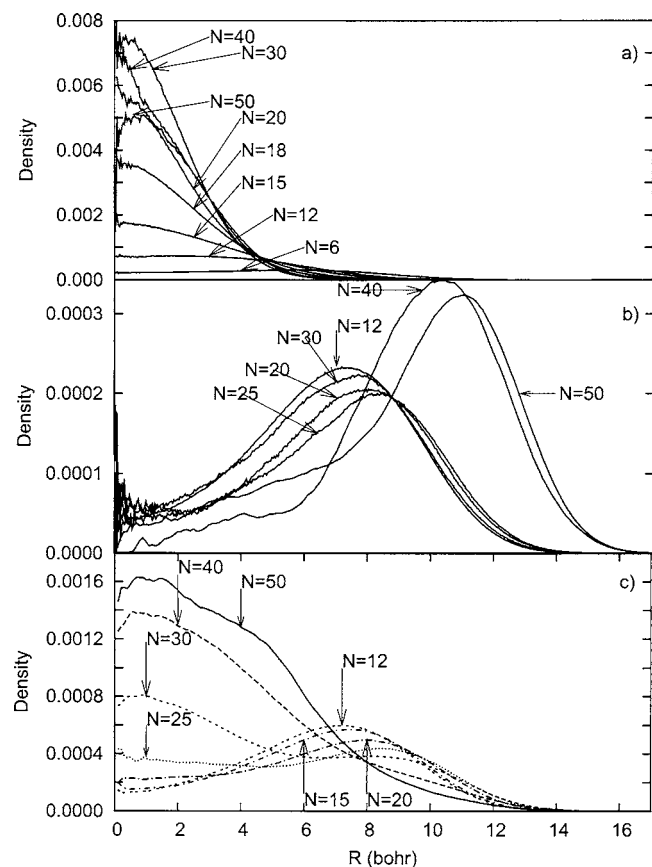 0.008
N=40
N=30
a)
0.006
N=50
N=20
0.004
N=18
N=15
0.002
N=12
N=6
0.000
Density
N=40
0.0003
N=12
b)
N=30
N=20
0.0002
N=25
N=50
0.0001
0.0000
Density
0.0016
N=40
N=50
c)
0.0012
N=30
N=12
0.0008
N=25
0.0004
N=15
N=20
0.0000
Density
0 2 4 6 8 10 12 14 16
R (bohr)